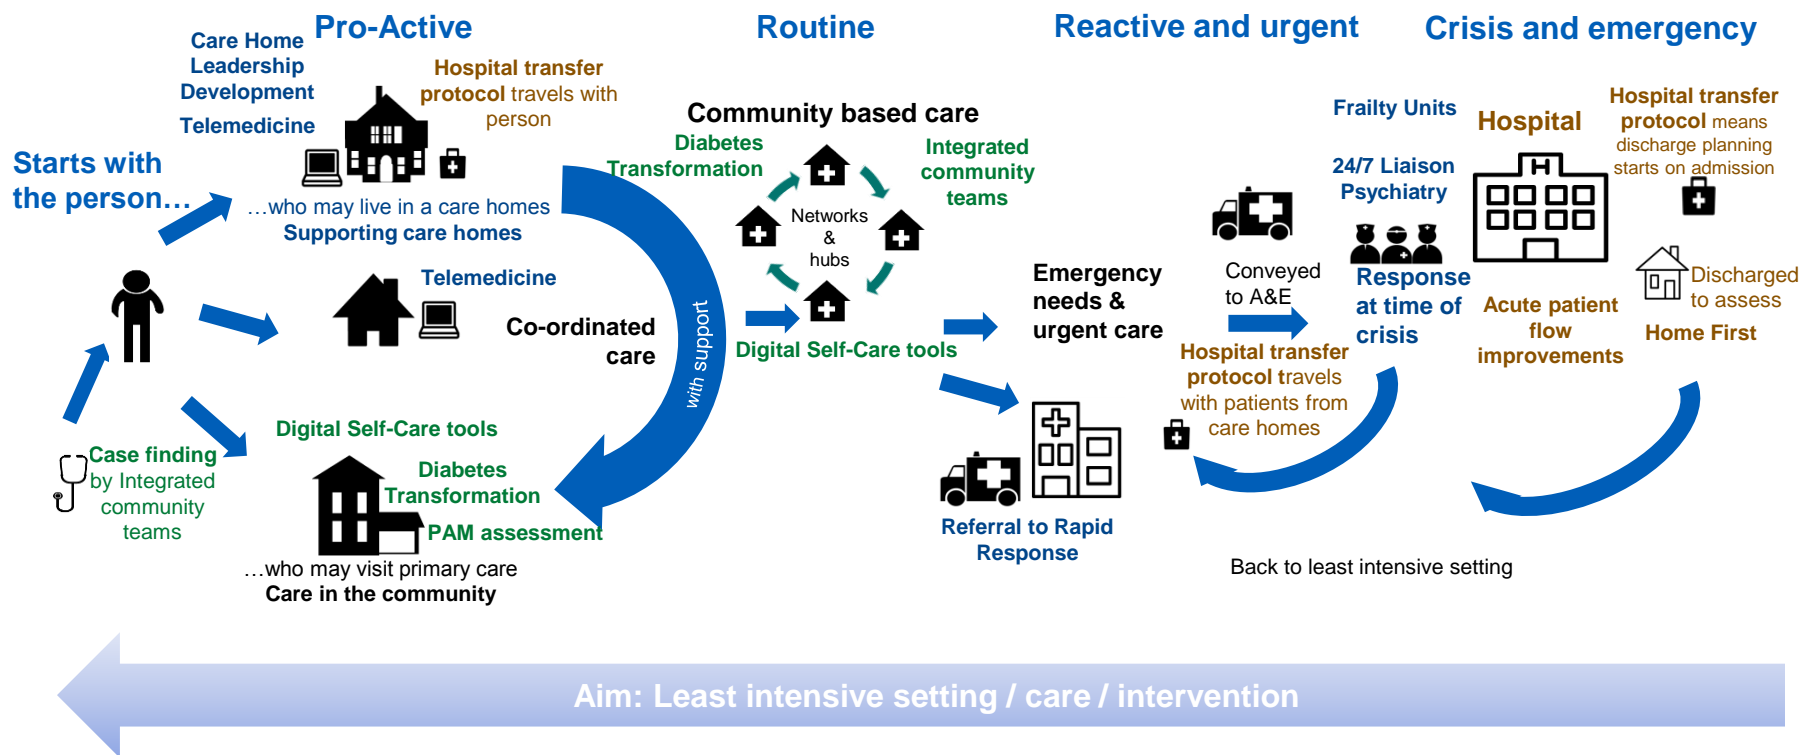 Pro-Active
Routine
Reactive and urgent
Crisis and emergency
Starts with
the person…
Care Home
Leadership
Development
Telemedicine
Hospital transfer
protocol travels with
person
…who may live in a care homes
Supporting care homes
Telemedicine
Co-ordinated
care
with support
Case finding
by Integrated
community
teams
Digital Self-Care tools
Diabetes
Transformation
PAM assessment
…who may visit primary care
Care in the community
Community based care
Diabetes
Transformation
Integrated
community
teams
Networks
&
hubs
Digital Self-Care tools
Emergency
needs &
urgent care
Referral to Rapid
Response
Conveyed
to A&E
Hospital transfer
protocol travels
with patients from
care homes
Frailty Units
24/7 Liaison
Psychiatry
Response
at time of
crisis
Hospital
H
Acute patient
flow
improvements
Hospital transfer
protocol means
discharge planning
starts on admission
Discharged
to assess
Home First
Back to least intensive setting
Aim: Least intensive setting / care / intervention